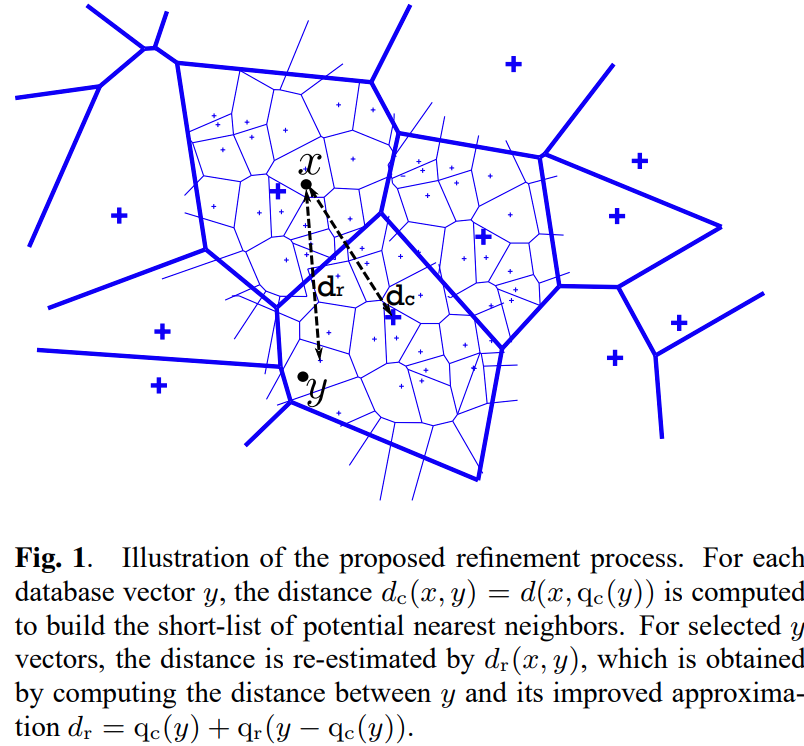 x
dr
dc
y
Fig. 1. Illustration of the proposed refinement process. For each
database vector y, the distance dc(x, y) = d(x, qc(y)) is computed
to build the short-list of potential nearest neighbors. For selected y
vectors, the distance is re-estimated by dr(x, y), which is obtained
by computing the distance between y and its improved approxima-
tion dr = qc(y) + qr(y − qc(y)).